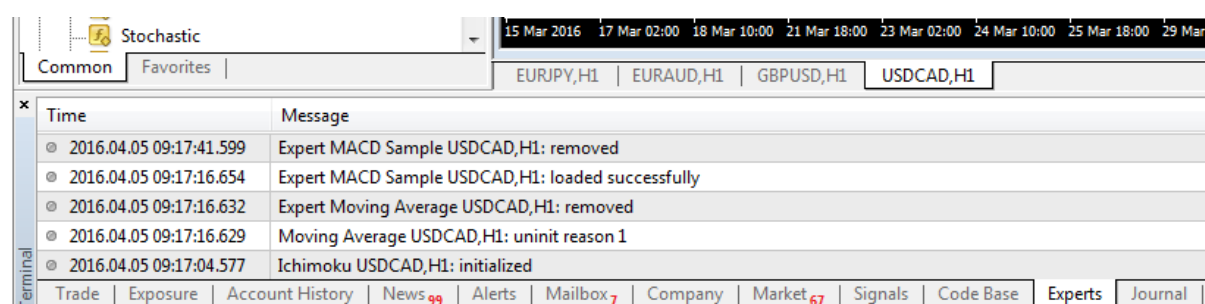 Stochastic
15 Mar 2016 17 Mar 02:00 18 Mar 10:00 21 Mar 18:00 23 Mar 02:00 24 Mar 10:00 25 Mar 18:00 29 Mar
Common Favorites
EURJPY,H1 EURAUD,H1 GBPUSD,H1 USDCAD,H1
Time Message
2016.04.05 09:17:41.599 Expert MACD Sample USDCAD,H1: removed
2016.04.05 09:17:16.654 Expert MACD Sample USDCAD,H1: loaded successfully
2016.04.05 09:17:16.632 Expert Moving Average USDCAD,H1: removed
2016.04.05 09:17:16.629 Moving Average USDCAD,H1: uninit reason 1
2016.04.05 09:17:04.577 Ichimoku USDCAD,H1: initialized
Trade Exposure Account History News 99 Alerts Mailbox 7 Company Market 67 Signals Code Base Experts Journal